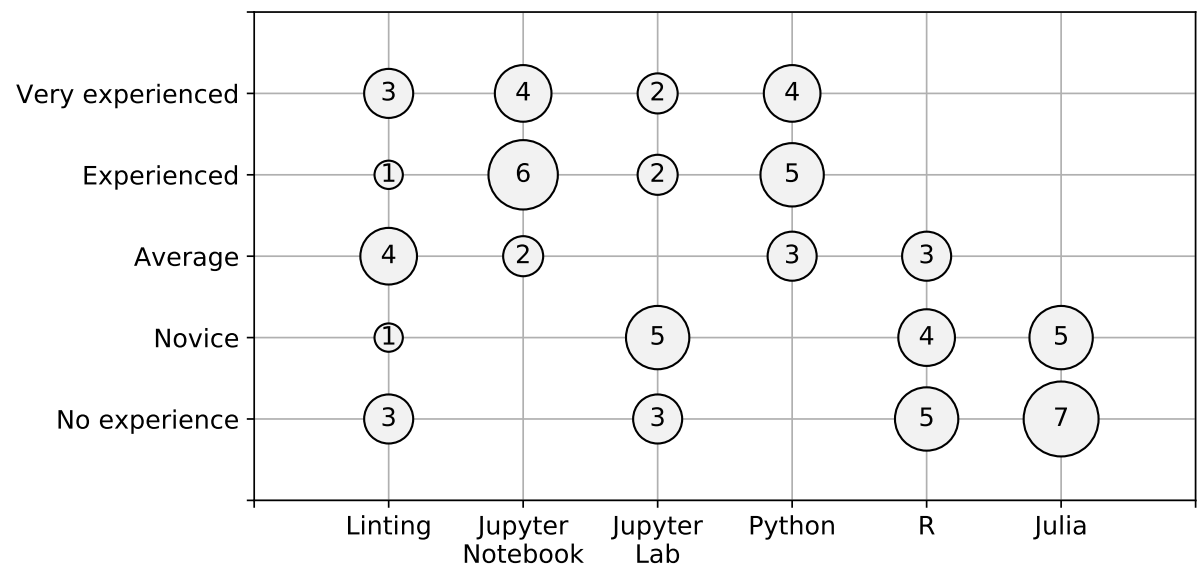 Very experienced 3 4 2 4
Experienced 1 6 2 5
Average 4 2 3 3
Novice 1 5 4 5
No experience 3 3 5 7
Linting Jupyter Jupyter Python R Julia
Notebook Lab